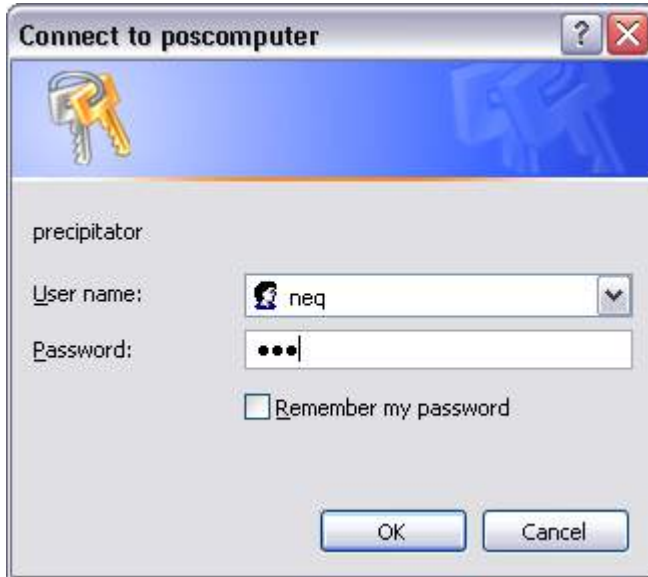 Connect to poscomputer
precipitator
User name: neq
Password: •••
Remember my password
OK Cancel